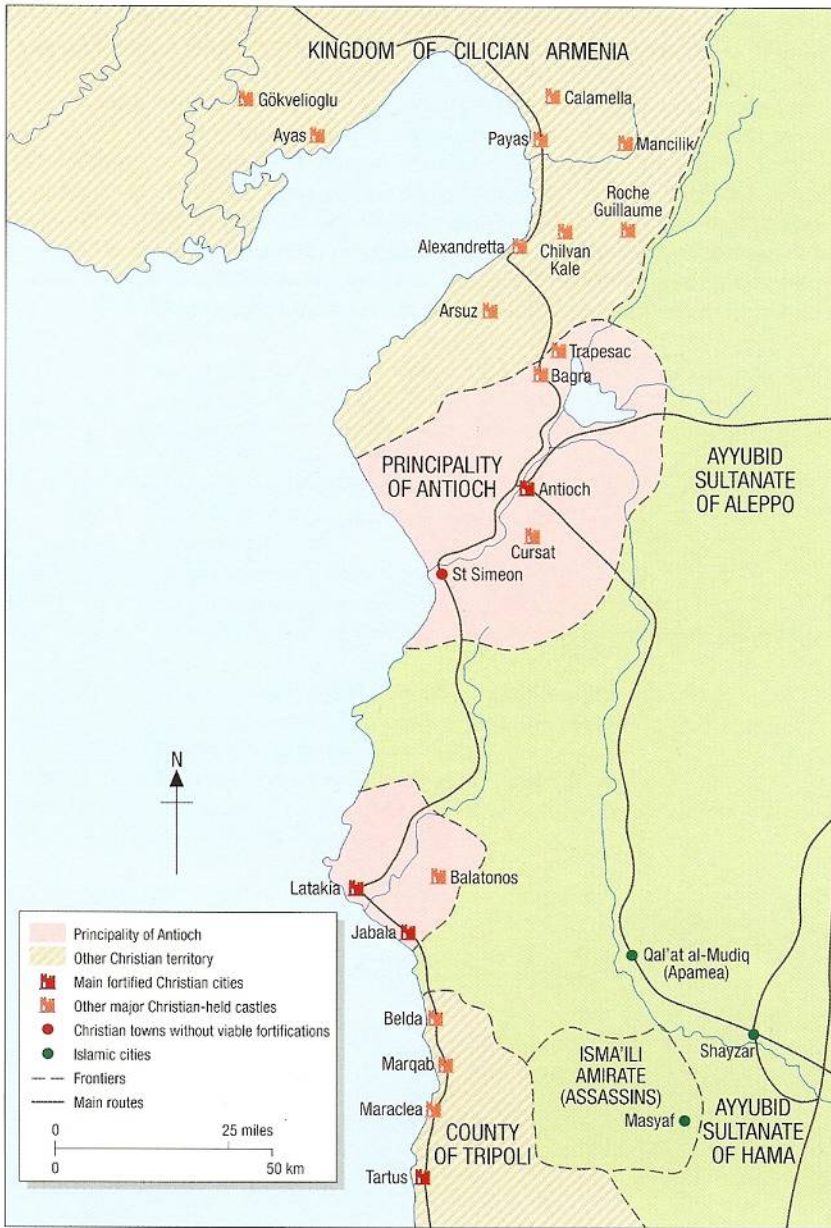 KINGDOM OF CILICIAN ARMENIA
Gökvelioglu
Calamella
Ayas
Payas
Mancilik
Roche
Guillaume
Alexandretta
Chilvan
Kale
Arsuz
Trapesac
Bagra
PRINCIPALITY
OF ANTIOCH
AYYUBID
SULTANATE
OF ALEPPO
Antioch
Cursat
St Simeon
N
Latakia
Balatonos
Jabala
Qal'at al-Mudiq
(Apamea)
Belda
Shayzar
Marqab
ISMA'ILI
AMIRATE
(ASSASSINS)
Maraclea
Masyaf
COUNTY
OF TRIPOLI
AYYUBID
SULTANATE
OF HAMA
Tartus
Principality of Antioch
Other Christian territory
Main fortified Christian cities
Other major Christian-held castles
Christian towns without viable fortifications
Islamic cities
Frontiers
Main routes
0 25 miles
0 50 km